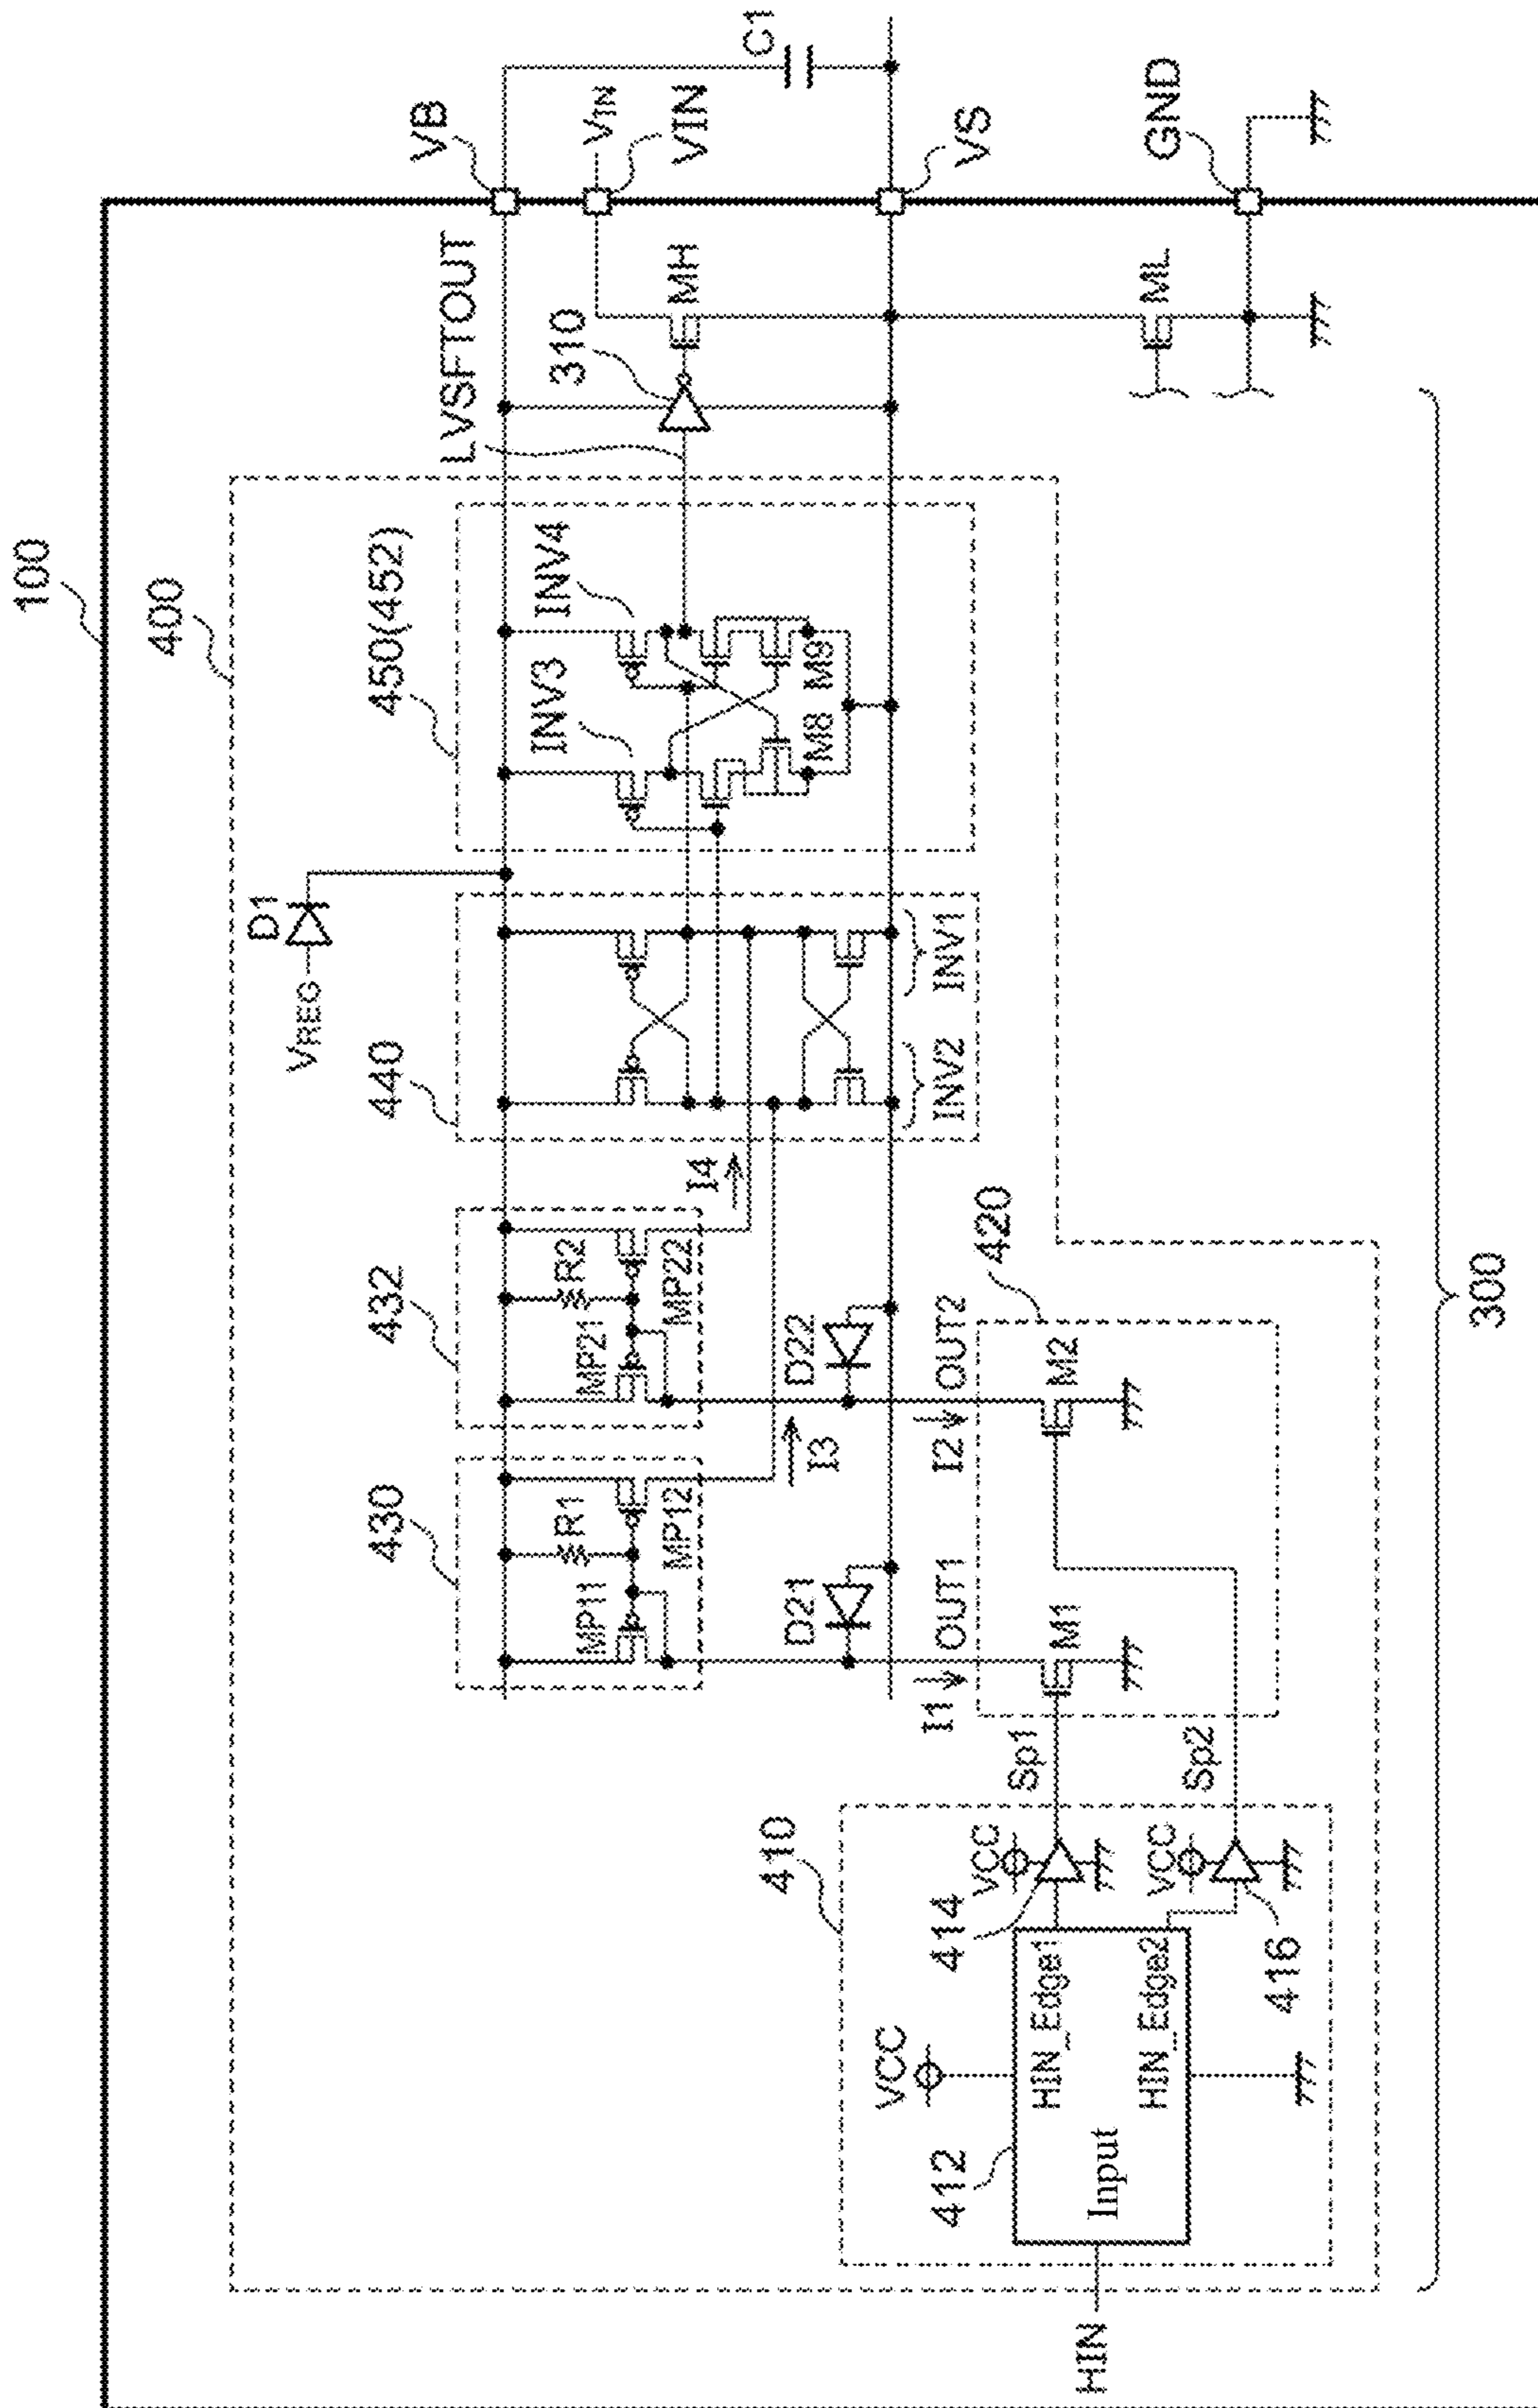 100
400
VREG
D1
430
432
440
450(452)
LVSFTOUT
VB
R1
MP11
MP12
R2
MP21
MP22
I4
INV3
INV4
310
MH
VIN
VIN
C1
D21
D22
I3
INV2
INV1
M8
M9
VS
I1
OUT1
I2
OUT2
420
M1
M2
ML
GND
410
VCC
412
Input
HIN_Edge1
HIN_Edge2
414
416
VCC
VCC
Sp1
Sp2
HIN
300